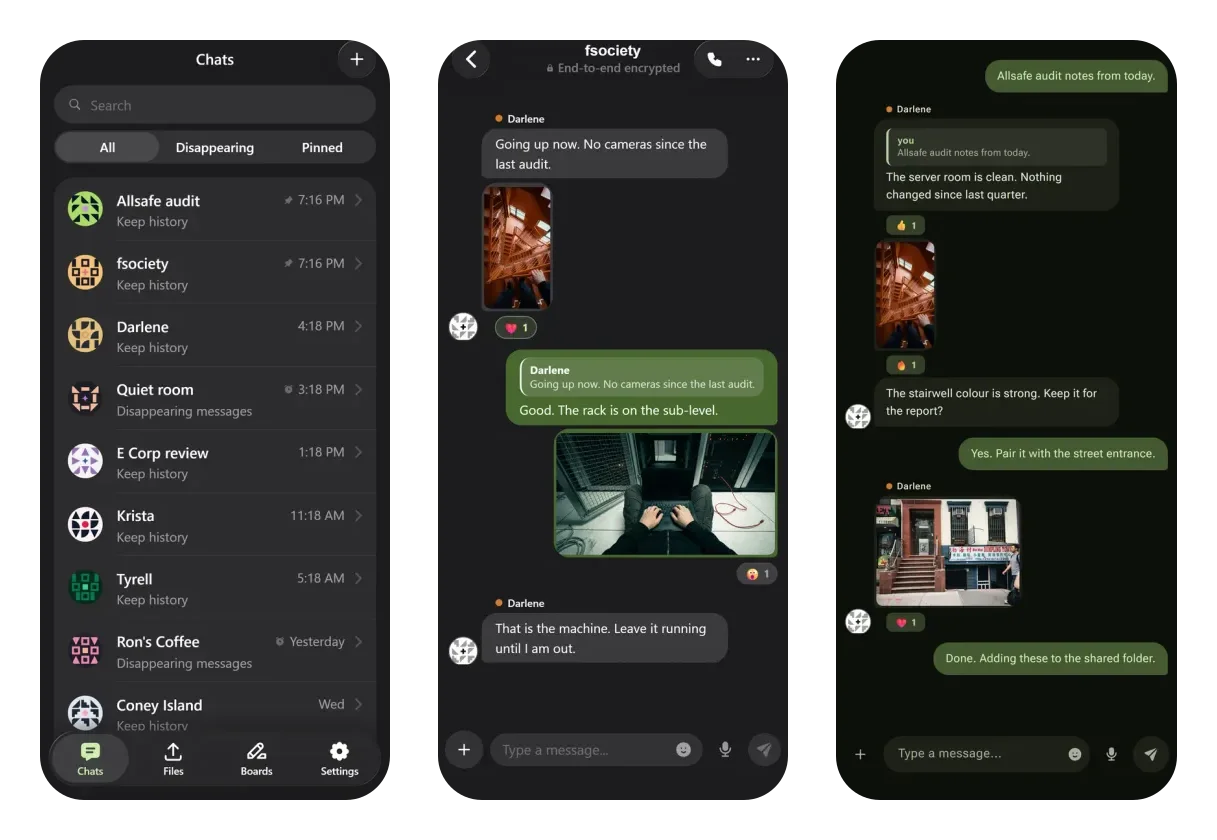 Chats
Search
All
Disappearing
Pinned
Allsafe audit
7:16 PM
Keep history
fsociety
7:16 PM
Keep history
Darlene
4:18 PM
Keep history
Quiet room
3:18 PM
Disappearing messages
E Corp review
1:18 PM
Keep history
Krista
11:18 AM
Keep history
Tyrell
5:18 AM
Keep history
Ron's Coffee
Yesterday
Disappearing messages
Coney Island
Wed
Keep history
Chats
Files
Boards
Settings
fsociety
End-to-end encrypted
Darlene
Going up now. No cameras since the
last audit.
1
Darlene
Going up now. No cameras since the last audit.
Good. The rack is on the sub-level.
1
Darlene
That is the machine. Leave it running
until I am out.
Type a message...
Allsafe audit notes from today.
Darlene
you
Allsafe audit notes from today.
The server room is clean. Nothing
changed since last quarter.
1
1
The stairwell colour is strong. Keep it for
the report?
Yes. Pair it with the street entrance.
Darlene
1
Done. Adding these to the shared folder.
Type a message...